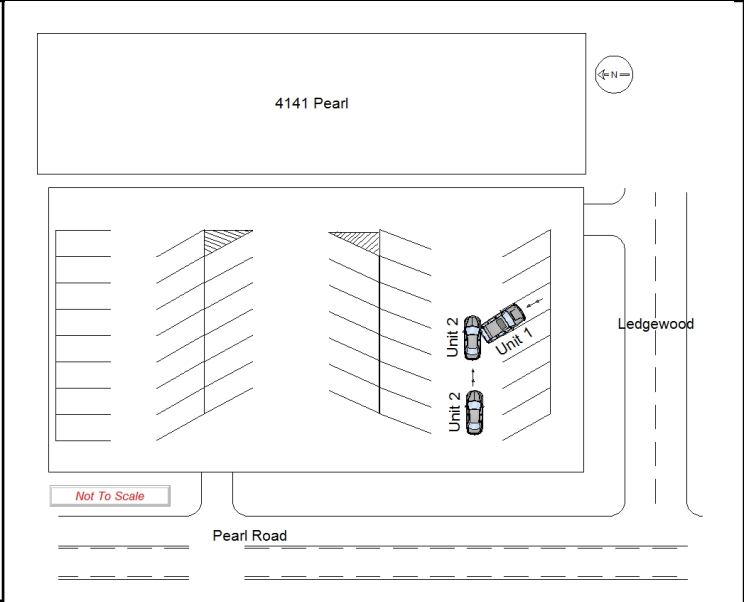 4141 Pearl
N
Ledgewood
Unit 2
Unit 1
Unit 2
Not To Scale
Pearl Road